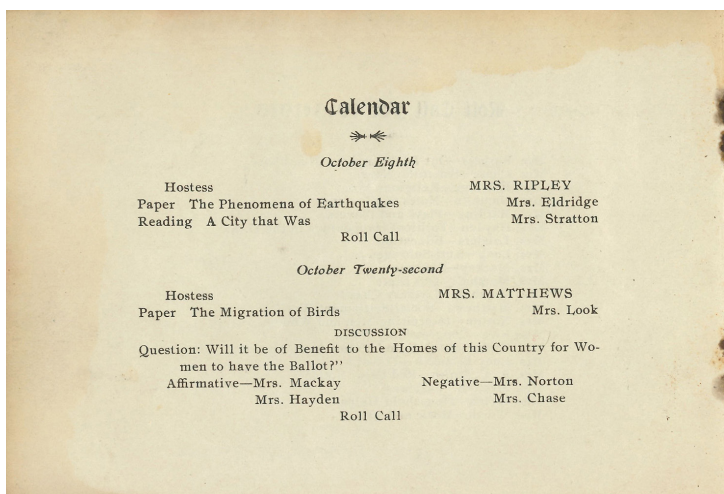 Calendar
October Eighth
Hostess MRS. RIPLEY
Paper The Phenomena of Earthquakes Mrs. Eldridge
Reading A City that Was Mrs. Stratton
Roll Call
October Twenty-second
Hostess MRS. MATTHEWS
Paper The Migration of Birds Mrs. Look
DISCUSSION
Question: Will it be of Benefit to the Homes of this Country for Wo-
men to have the Ballot?''
Affirmative—Mrs. Mackay Negative—Mrs. Norton
Mrs. Hayden Mrs. Chase
Roll Call